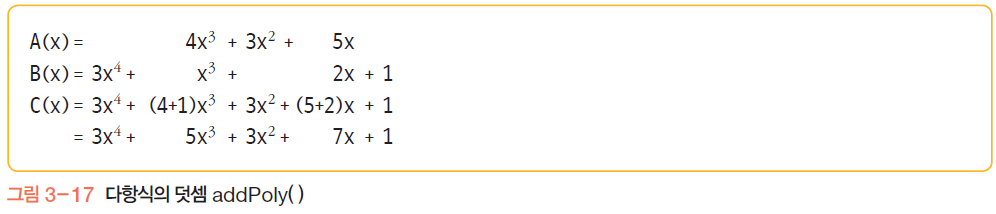 A(x)= 4x³ + 3x² + 5x
B(x)= 3x⁴ + x³ + 2x + 1
C(x)= 3x⁴ + (4+1)x³ + 3x² + (5+2)x + 1
= 3x⁴ + 5x³ + 3x² + 7x + 1
그림 3-17 다항식의 덧셈 addPoly()